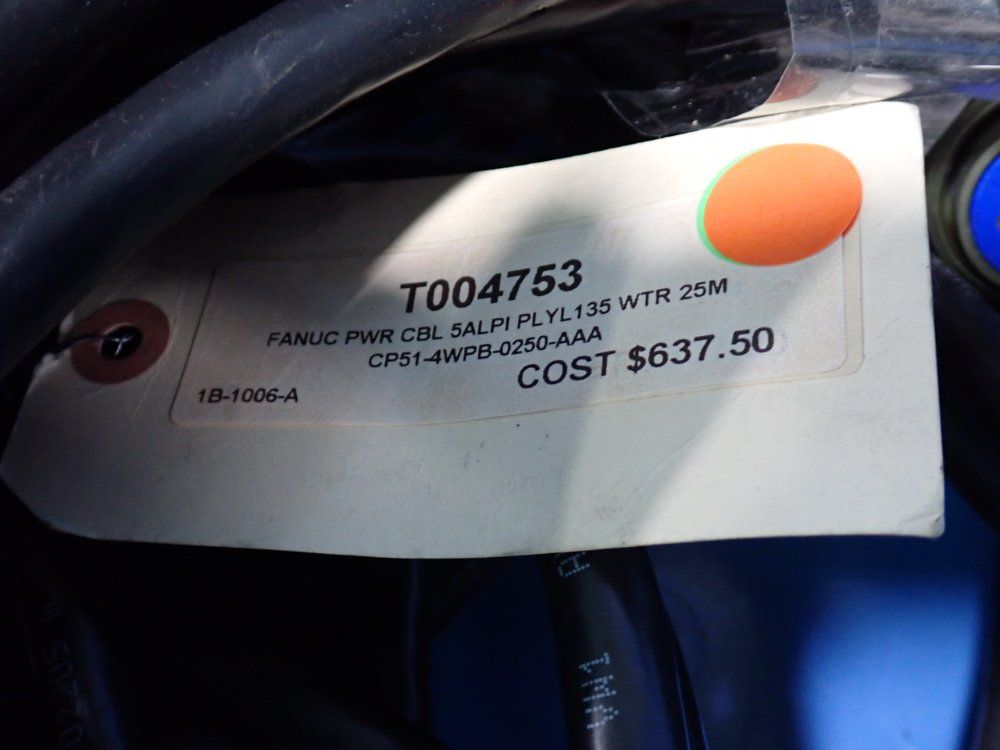 T004753
FANUC PWR CBL 5ALPI PLYL135 WTR 25M
CP51-4WPB-0250-AAA
COST $637.50
1B-1006-A